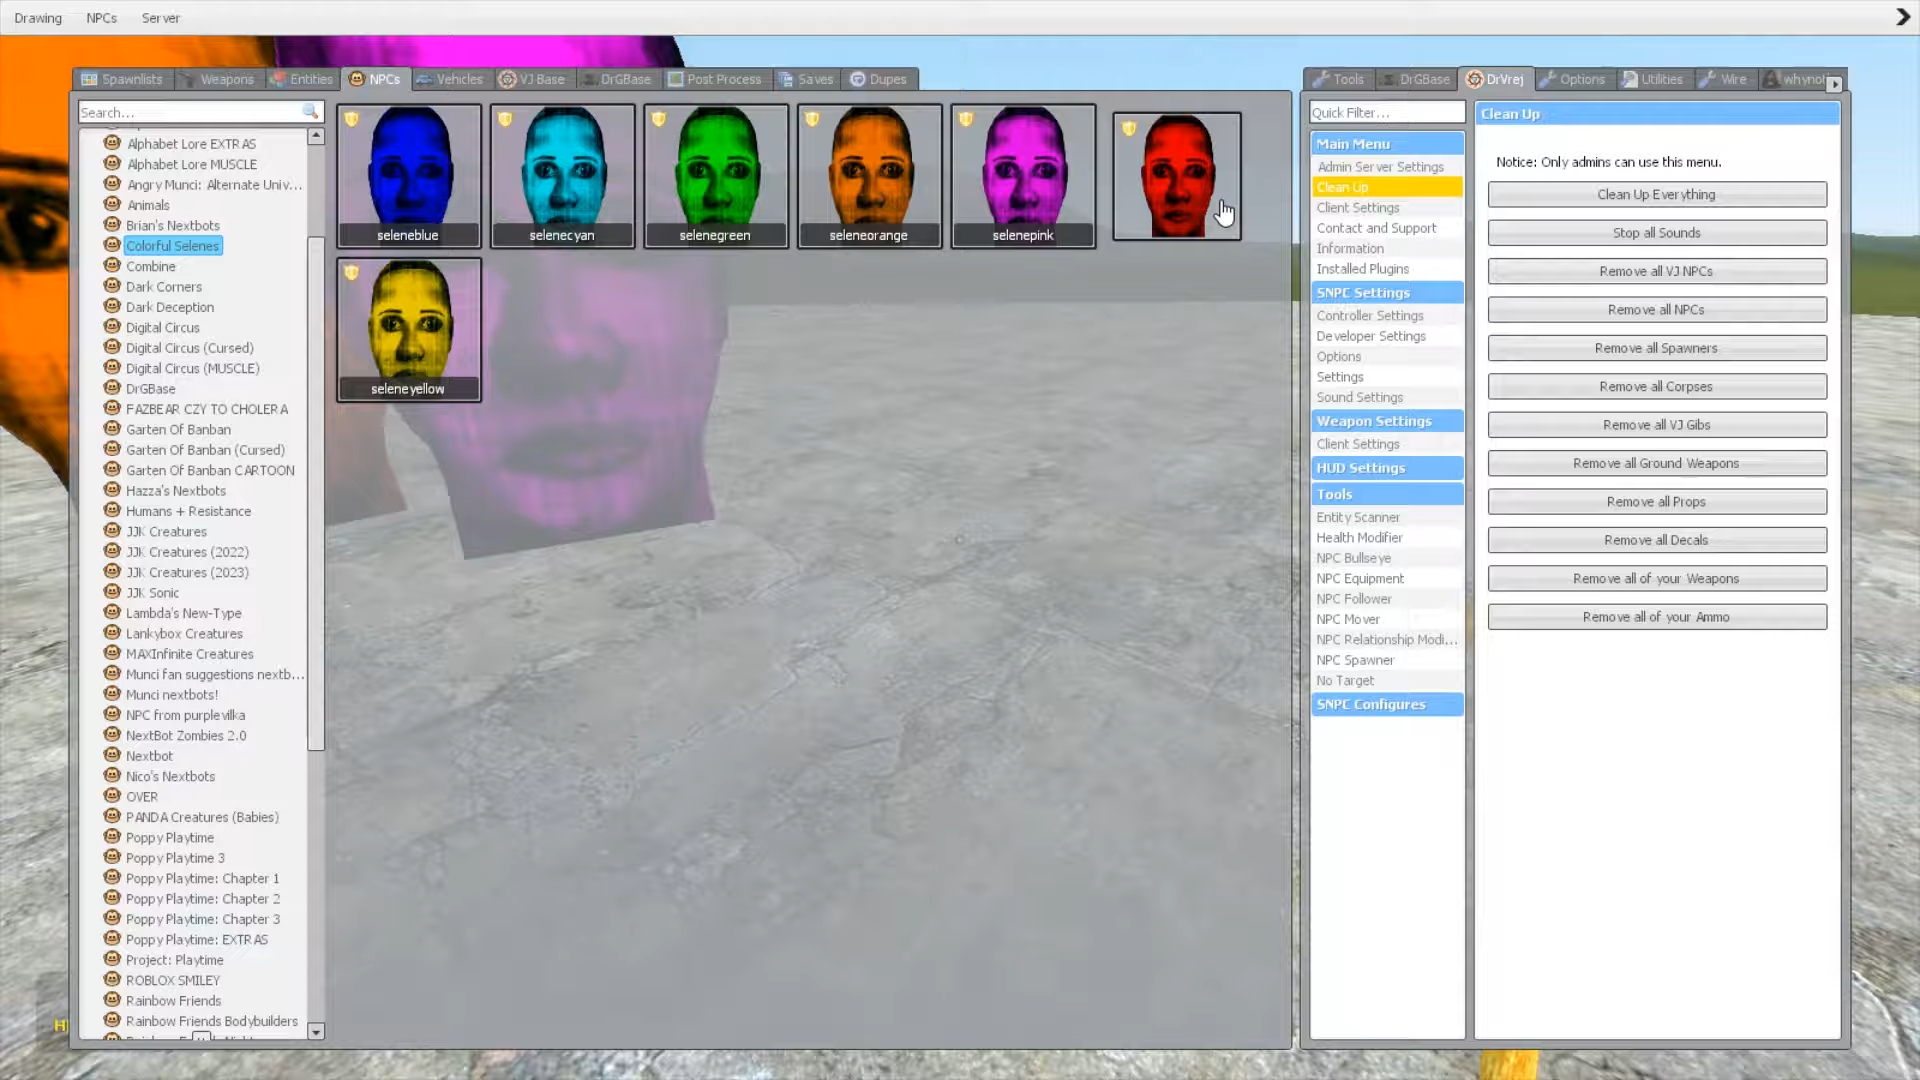 Drawing NPCs Server
Spawnlists Weapons Entities NPCs Vehicles VJ Base DrGBase Post Process Saves Dupes
Search...
Alphabet Lore EXTRAS
Alphabet Lore MUSCLE
Angry Munci: Alternate Univ...
Animals
Brian's Nextbots
Colorful Selenes
Combine
Dark Corners
Dark Deception
Digital Circus
Digital Circus (Cursed)
Digital Circus (MUSCLE)
DrGBase
FAZBEAR CZY TO CHOLERA
Garten Of Banban
Garten Of Banban (Cursed)
Garten Of Banban CARTOON
Hazza's Nextbots
Humans + Resistance
JJK Creatures
JJK Creatures (2022)
JJK Creatures (2023)
JJK Sonic
Lambda's New-Type
Lankybox Creatures
MAXInfinite Creatures
Munci fan suggestions nextb...
Munci nextbots!
NPC from purplevilka
NextBot Zombies 2.0
Nextbot
Nico's Nextbots
OVER
PANDA Creatures (Babies)
Poppy Playtime
Poppy Playtime 3
Poppy Playtime: Chapter 1
Poppy Playtime: Chapter 2
Poppy Playtime: Chapter 3
Poppy Playtime: EXTRAS
Project: Playtime
ROBLOX SMILEY
Rainbow Friends
Rainbow Friends Bodybuilders
seleneblue selenecyan selenegreen seleneorange selenepink
seleneyellow
Tools DrGBase DrVrej Options Utilities Wire whynot
Quick Filter...
Main Menu
Admin Server Settings
Clean Up
Client Settings
Contact and Support
Information
Installed Plugins
SNPC Settings
Controller Settings
Developer Settings
Options
Settings
Sound Settings
Weapon Settings
Client Settings
HUD Settings
Tools
Entity Scanner
Health Modifier
NPC Bullseye
NPC Equipment
NPC Follower
NPC Mover
NPC Relationship Modi...
NPC Spawner
No Target
SNPC Configures
Clean Up
Notice: Only admins can use this menu.
Clean Up Everything
Stop all Sounds
Remove all VJ NPCs
Remove all NPCs
Remove all Spawners
Remove all Corpses
Remove all VJ Gibs
Remove all Ground Weapons
Remove all Props
Remove all Decals
Remove all of your Weapons
Remove all of your Ammo